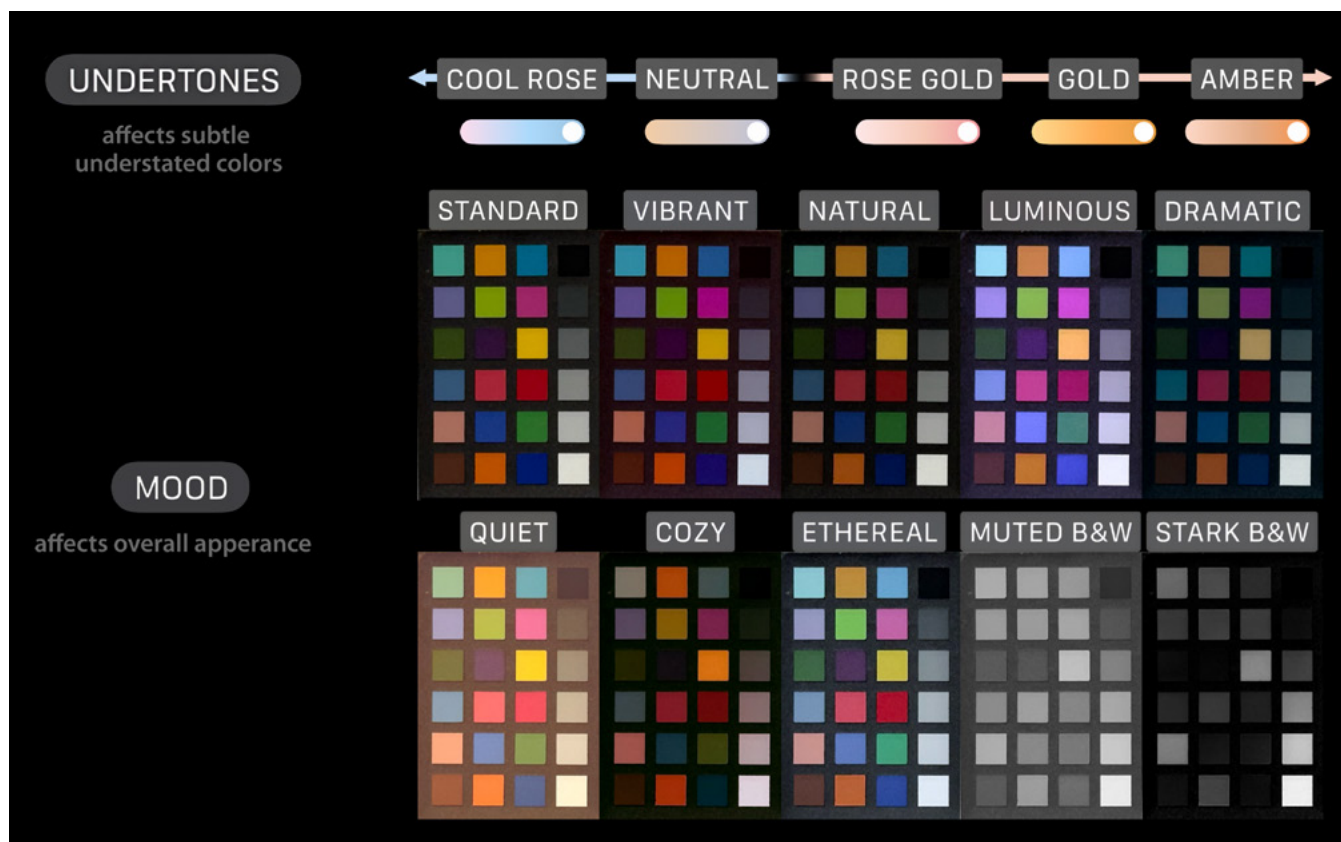 UNDERTONES
affects subtle
understated colors
COOL ROSE NEUTRAL ROSE GOLD GOLD AMBER
STANDARD VIBRANT NATURAL LUMINOUS DRAMATIC
MOOD
affects overall apperance
QUIET COZY ETHEREAL MUTED B&W STARK B&W